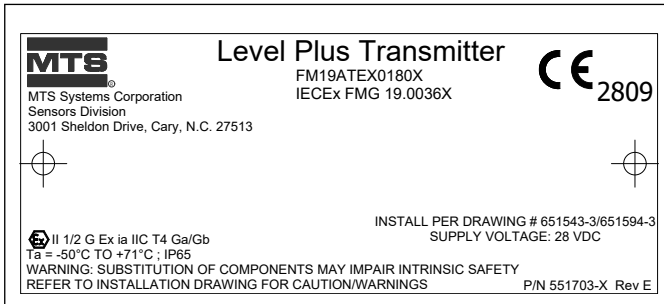 MTS
Level Plus Transmitter
FM19ATEX0180X
IECEx FMG 19.0036X
CE 2809
MTS Systems Corporation
Sensors Division
3001 Sheldon Drive, Cary, N.C. 27513
INSTALL PER DRAWING # 651543-3/651594-3
SUPPLY VOLTAGE: 28 VDC
Ex II 1/2 G Ex ia IIC T4 Ga/Gb
Ta = -50°C TO +71°C ; IP65
WARNING: SUBSTITUTION OF COMPONENTS MAY IMPAIR INTRINSIC SAFETY
REFER TO INSTALLATION DRAWING FOR CAUTION/WARNINGS
P/N 551703-X Rev E